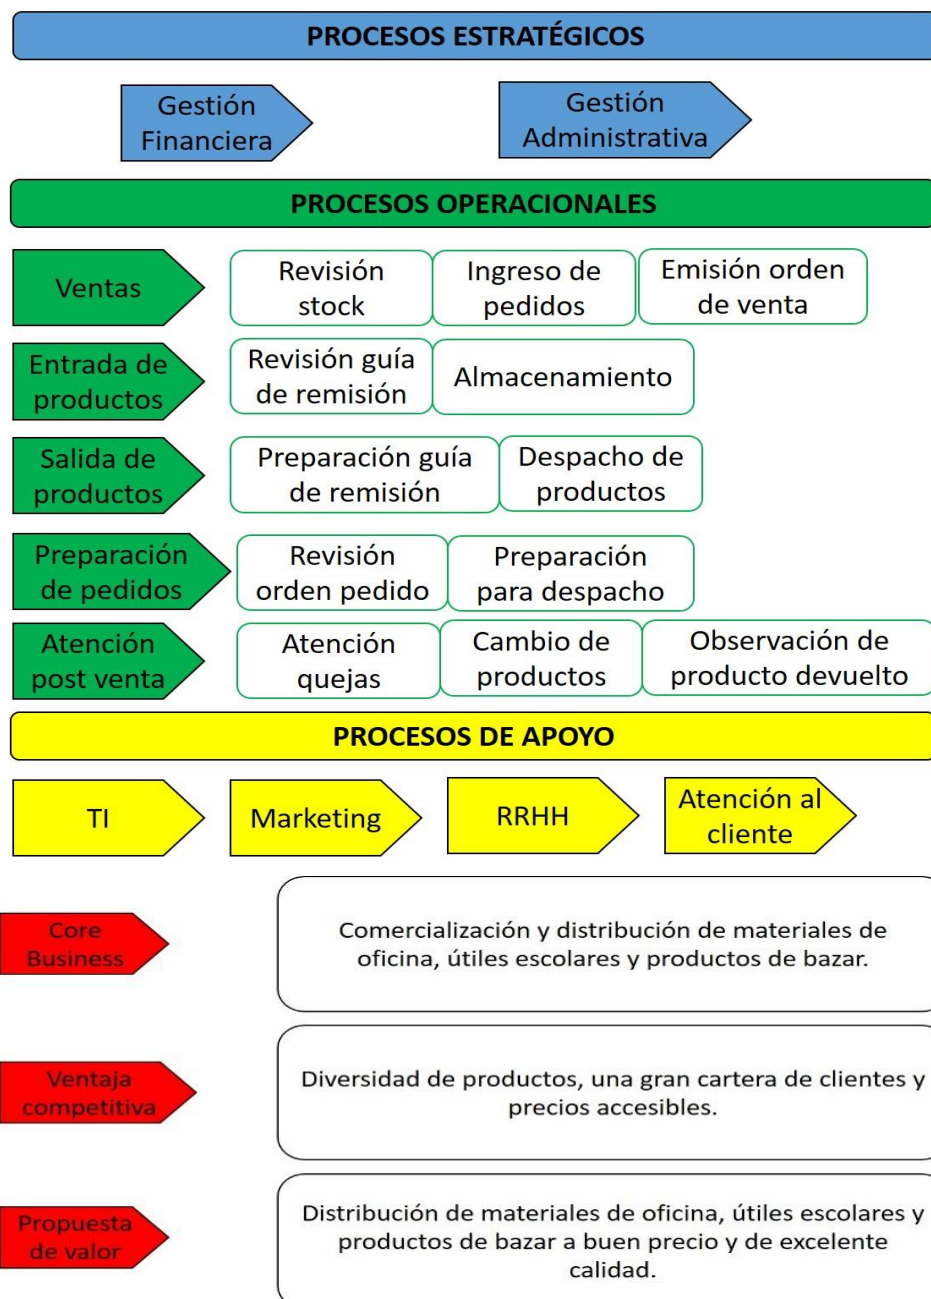 PROCESOS ESTRATÉGICOS
Gestión
Financiera
Gestión
Administrativa
PROCESOS OPERACIONALES
Ventas
Revisión
stock
Ingreso de
pedidos
Emisión orden
de venta
Entrada de
productos
Revisión guía
de remisión
Almacenamiento
Salida de
productos
Preparación guía
de remisión
Despacho de
productos
Preparación
de pedidos
Revisión
orden pedido
Preparación
para despacho
Atención
post venta
Atención
quejas
Cambio de
productos
Observación de
producto devuelto
PROCESOS DE APOYO
TI
Marketing
RRHH
Atención al
cliente
Core
Business
Comercialización y distribución de materiales de
oficina, útiles escolares y productos de bazar.
Ventaja
competitiva
Diversidad de productos, una gran cartera de clientes y
precios accesibles.
Propuesta
de valor
Distribución de materiales de oficina, útiles escolares y
productos de bazar a buen precio y de excelente
calidad.